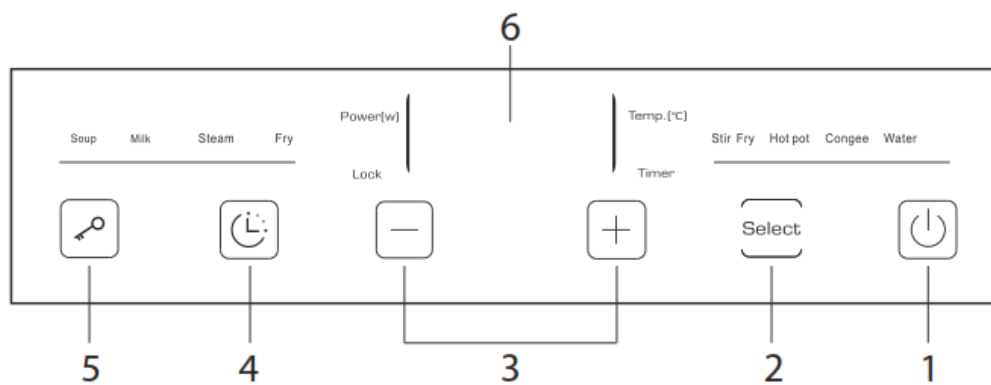 6
Power(w)
Temp.(℃)
Soup Milk Steam Fry
Stir Fry Hot pot Congee Water
Lock
Timer
Select
5 4 3 2 1